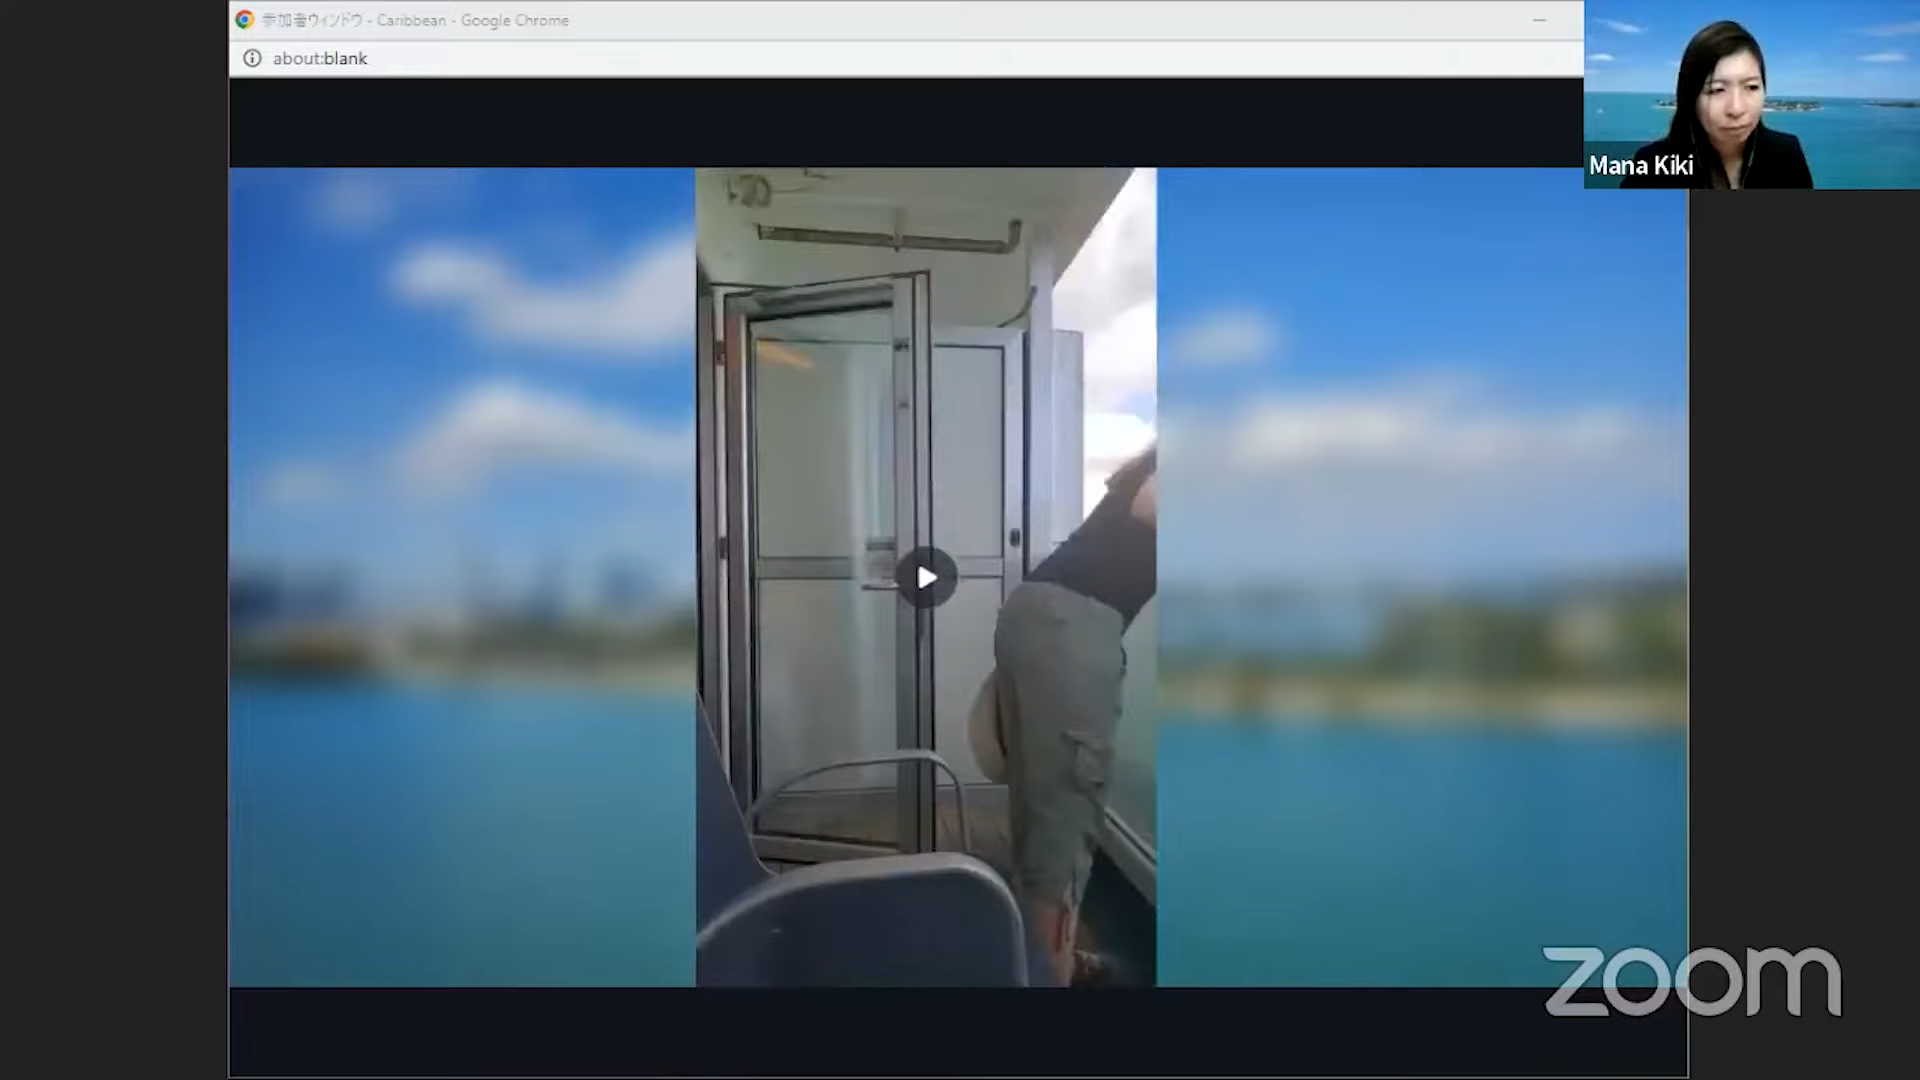 参加者ウィンドウ - Caribbean - Google Chrome
about:blank
Mana Kiki
zoom